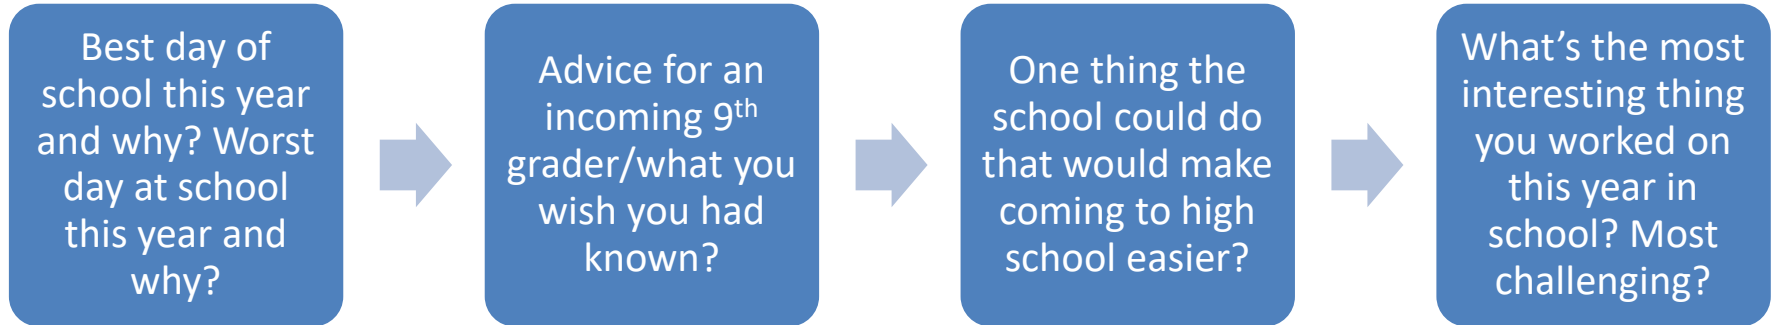 Best day of
school this year
and why? Worst
day at school
this year and
why?
Advice for an
incoming 9th
grader/what you
wish you had
known?
One thing the
school could do
that would make
coming to high
school easier?
What’s the most
interesting thing
you worked on
this year in
school? Most
challenging?